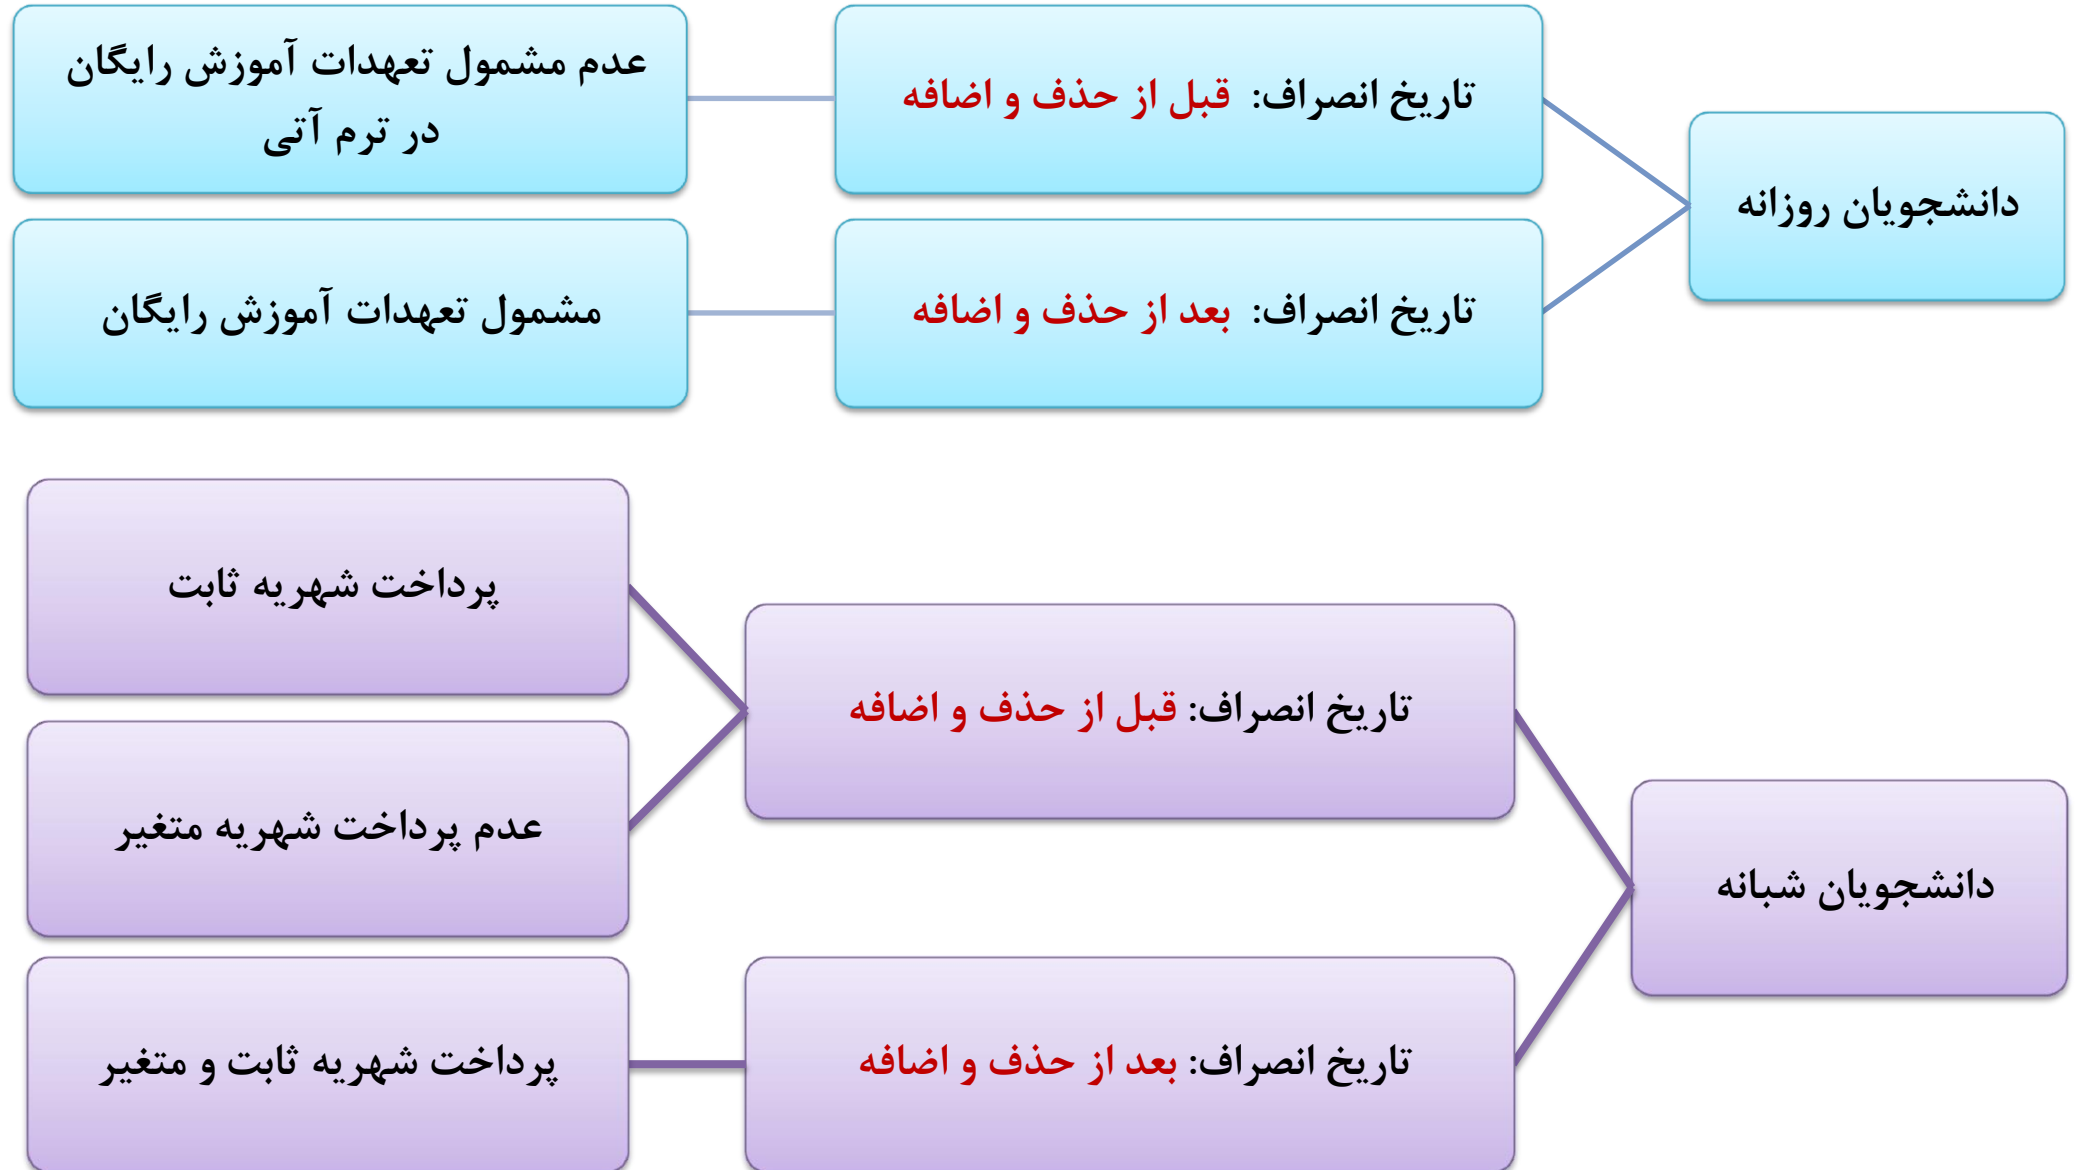 دانشجویان روزانه
تاریخ انصراف: قبل از حذف و اضافه
عدم مشمول تعهدات آموزش رایگان
در ترم آتی
تاریخ انصراف: بعد از حذف و اضافه
مشمول تعهدات آموزش رایگان
دانشجویان شبانه
تاریخ انصراف: قبل از حذف و اضافه
پرداخت شهریه ثابت
عدم پرداخت شهریه متغیر
تاریخ انصراف: بعد از حذف و اضافه
پرداخت شهریه ثابت و متغیر